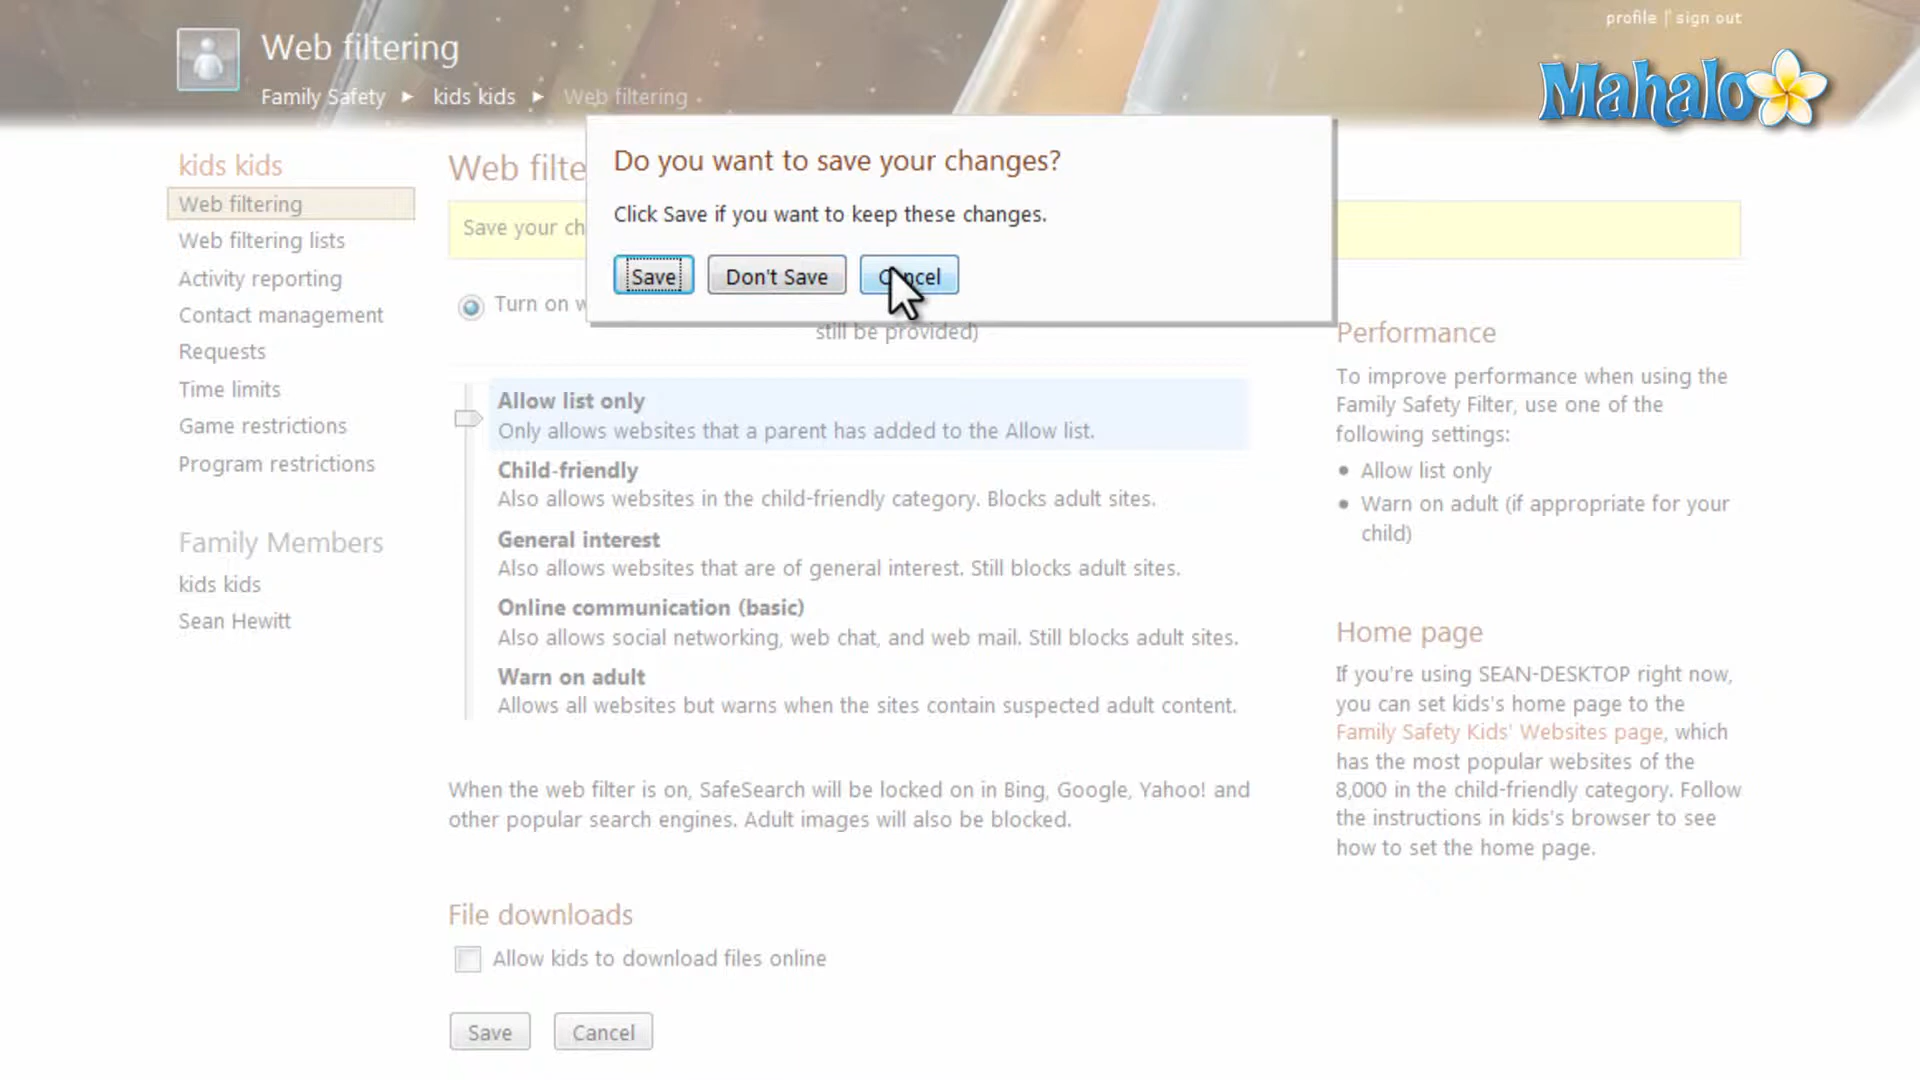 profile | sign out
Web filtering
Mahalo
Family Safety ► kids kids ► Web filtering
kids kids
Web filtering
Web filtering lists
Activity reporting
Contact management
Requests
Time limits
Game restrictions
Program restrictions
Family Members
kids kids
Sean Hewitt
Web filte
Save your ch
Do you want to save your changes?
Click Save if you want to keep these changes.
Save Don't Save Cancel
Turn on w
still be provided)
Allow list only
Only allows websites that a parent has added to the Allow list.
Child-friendly
Also allows websites in the child-friendly category. Blocks adult sites.
General interest
Also allows websites that are of general interest. Still blocks adult sites.
Online communication (basic)
Also allows social networking, web chat, and web mail. Still blocks adult sites.
Warn on adult
Allows all websites but warns when the sites contain suspected adult content.
When the web filter is on, SafeSearch will be locked on in Bing, Google, Yahoo! and
other popular search engines. Adult images will also be blocked.
File downloads
Allow kids to download files online
Save Cancel
Performance
To improve performance when using the
Family Safety Filter, use one of the
following settings:
• Allow list only
• Warn on adult (if appropriate for your
child)
Home page
If you're using SEAN-DESKTOP right now,
you can set kids's home page to the
Family Safety Kids' Websites page, which
has the most popular websites of the
8,000 in the child-friendly category. Follow
the instructions in kids's browser to see
how to set the home page.